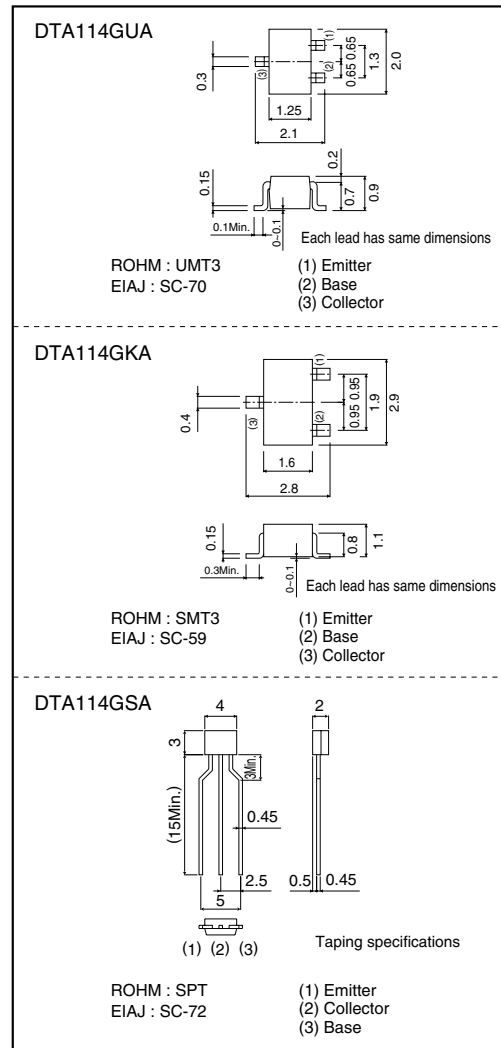 DTA114GUA
(1)
(2)
(3)
0.3
0.65 0.65
1.3
2.0
1.25
2.1
0.2
0.15
0.7
0.9
0.1Min.
0~0.1
Each lead has same dimensions
ROHM : UMT3
EIAJ : SC-70
(1) Emitter
(2) Base
(3) Collector
DTA114GKA
(1)
(2)
(3)
0.4
0.95 0.95
1.9
2.9
1.6
2.8
0.15
0.8
1.1
0.3Min.
0~0.1
Each lead has same dimensions
ROHM : SMT3
EIAJ : SC-59
(1) Emitter
(2) Base
(3) Collector
DTA114GSA
4
2
3
3Min.
(15Min.)
0.45
2.5
5
0.5 0.45
(1) (2) (3)
Taping specifications
ROHM : SPT
EIAJ : SC-72
(1) Emitter
(2) Collector
(3) Base